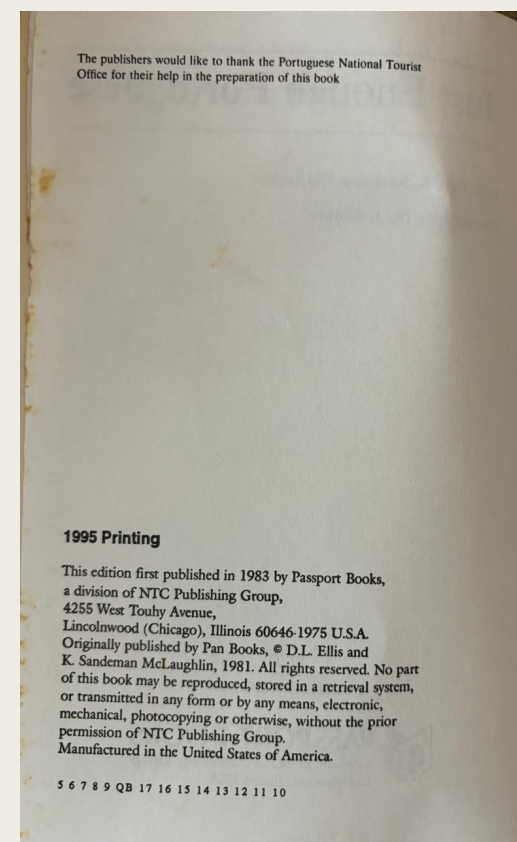 The publishers would like to thank the Portuguese National Tourist
Office for their help in the preparation of this book
1995 Printing
This edition first published in 1983 by Passport Books,
a division of NTC Publishing Group,
4255 West Touhy Avenue,
Lincolnwood (Chicago), Illinois 60646-1975 U.S.A.
Originally published by Pan Books, © D.L. Ellis and
K. Sandeman McLaughlin, 1981. All rights reserved. No part
of this book may be reproduced, stored in a retrieval system,
or transmitted in any form or by any means, electronic,
mechanical, photocopying or otherwise, without the prior
permission of NTC Publishing Group.
Manufactured in the United States of America.
5 6 7 8 9 QB 17 16 15 14 13 12 11 10